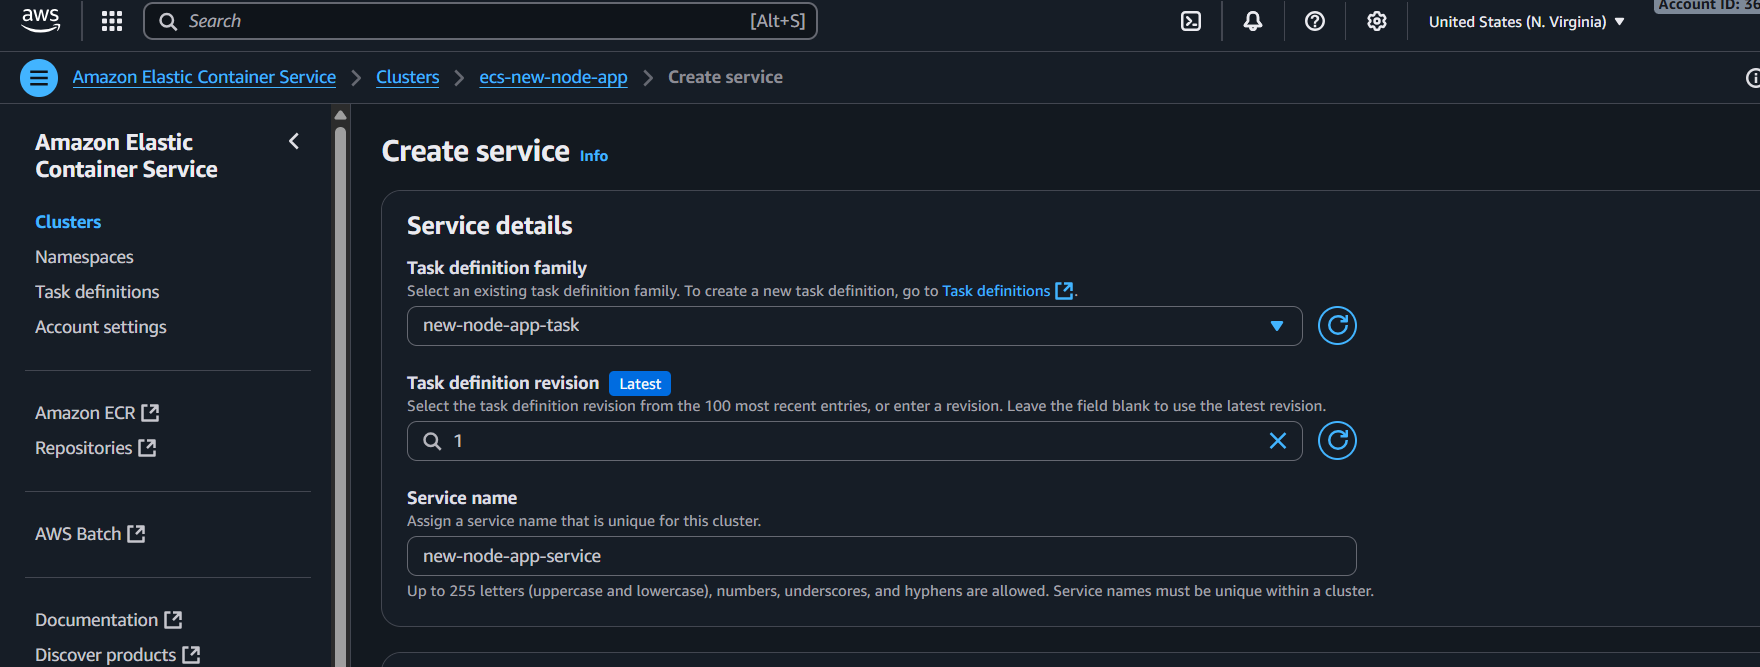 aws
Search [Alt+S]
United States (N. Virginia)
Account ID: 36
Amazon Elastic Container Service
Clusters
ecs-new-node-app
Create service
Amazon Elastic
Container Service
Clusters
Namespaces
Task definitions
Account settings
Amazon ECR
Repositories
AWS Batch
Documentation
Discover products
Create service Info
Service details
Task definition family
Select an existing task definition family. To create a new task definition, go to Task definitions.
new-node-app-task
Task definition revision Latest
Select the task definition revision from the 100 most recent entries, or enter a revision. Leave the field blank to use the latest revision.
1
Service name
Assign a service name that is unique for this cluster.
new-node-app-service
Up to 255 letters (uppercase and lowercase), numbers, underscores, and hyphens are allowed. Service names must be unique within a cluster.